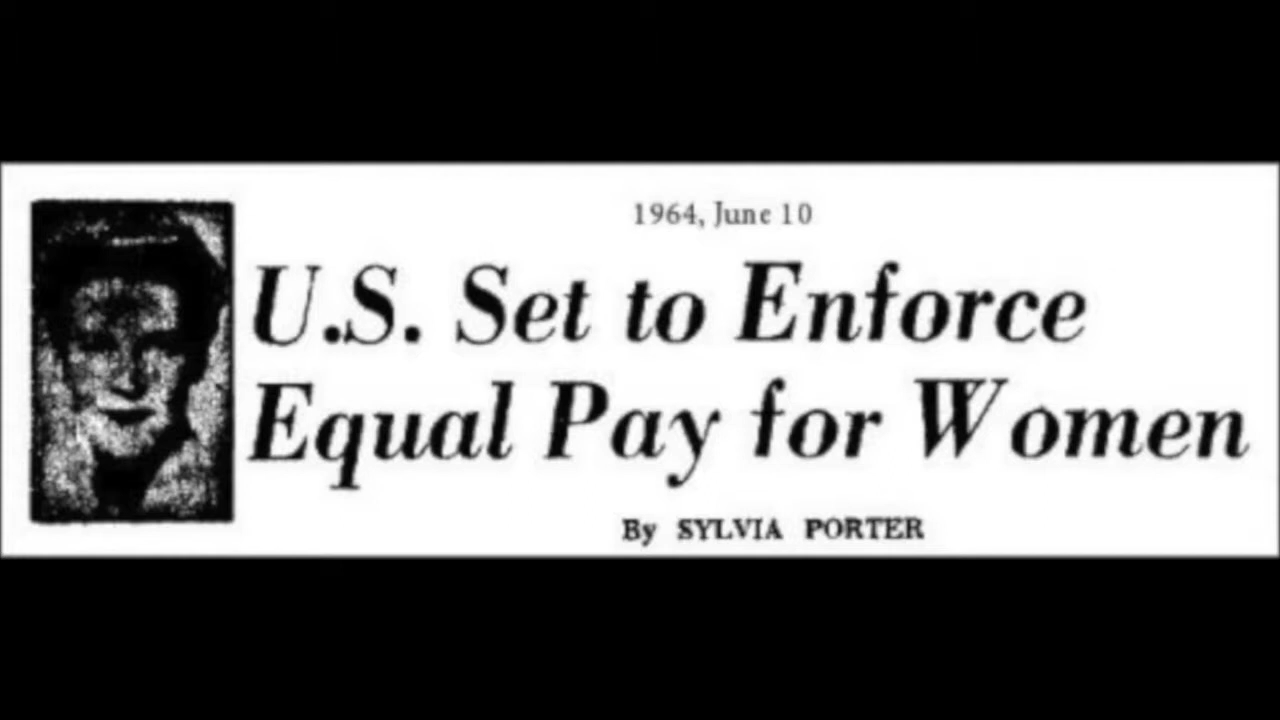 1964, June 10
U.S. Set to Enforce
Equal Pay for Women
By SYLVIA PORTER